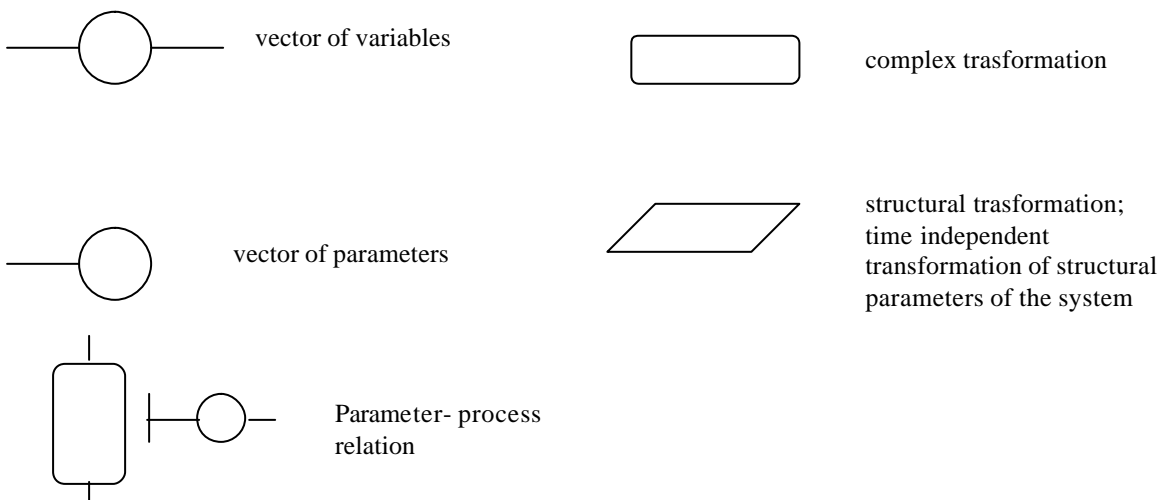 vector of variables
complex trasformation
vector of parameters
structural trasformation;
time independent
transformation of structural
parameters of the system
Parameter- process
relation